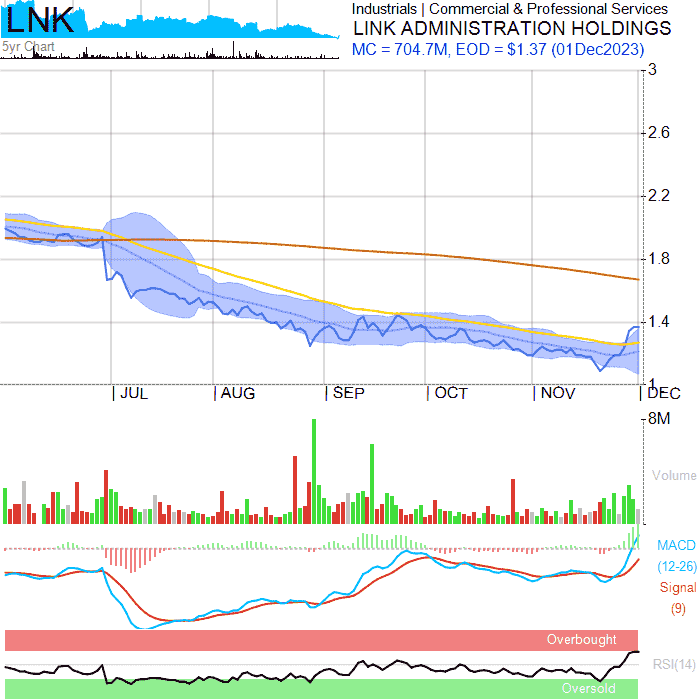 LNK
5yr Chart
Industrials | Commercial & Professional Services
LINK ADMINISTRATION HOLDINGS
MC = 704.7M, EOD = $1.37 (01Dec2023)
3
2.6
2.2
1.8
1.4
1
JUL
AUG
SEP
OCT
NOV
DEC
8M
Volume
MACD
(12-26)
Signal
(9)
Overbought
RSI(14)
Oversold